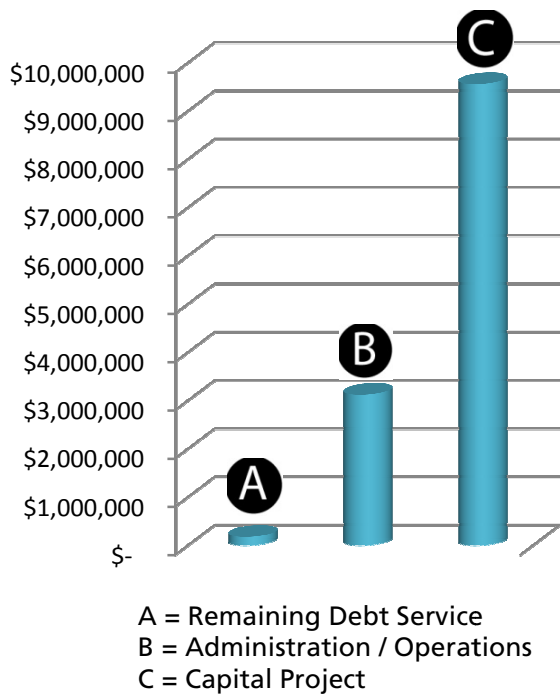 C
$10,000,000
$9,000,000
$8,000,000
$7,000,000
$6,000,000
$5,000,000
B
$4,000,000
$3,000,000
$2,000,000
A
$1,000,000
$-
A = Remaining Debt Service
B = Administration / Operations
C = Capital Project